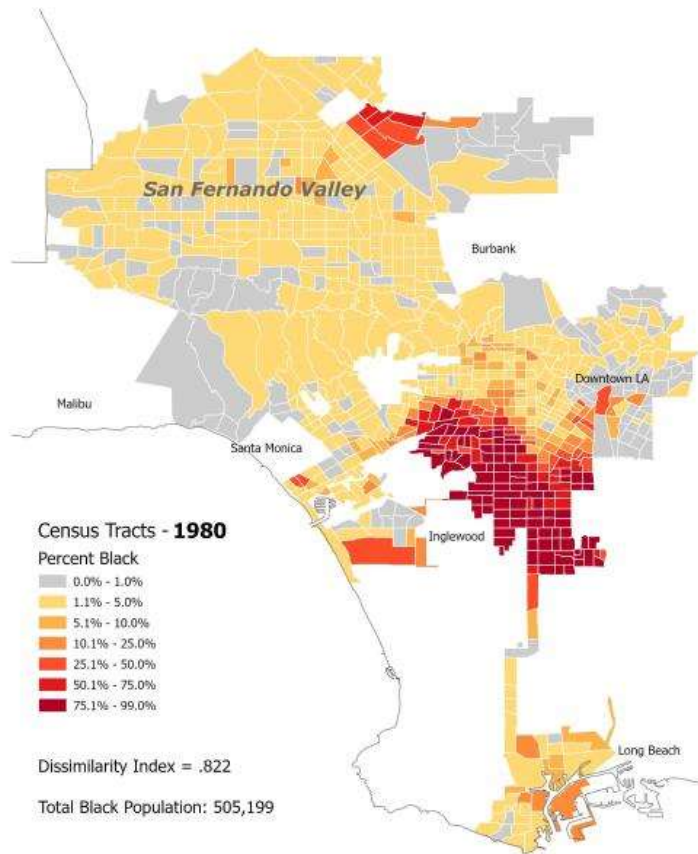 San Fernando Valley
Burbank
Downtown LA
Malibu
Santa Monica
Inglewood
Census Tracts - 1980
Percent Black
0.0% - 1.0%
1.1% - 5.0%
5.1% - 10.0%
10.1% - 25.0%
25.1% - 50.0%
50.1% - 75.0%
75.1% - 99.0%
Long Beach
Dissimilarity Index = .822
Total Black Population: 505,199